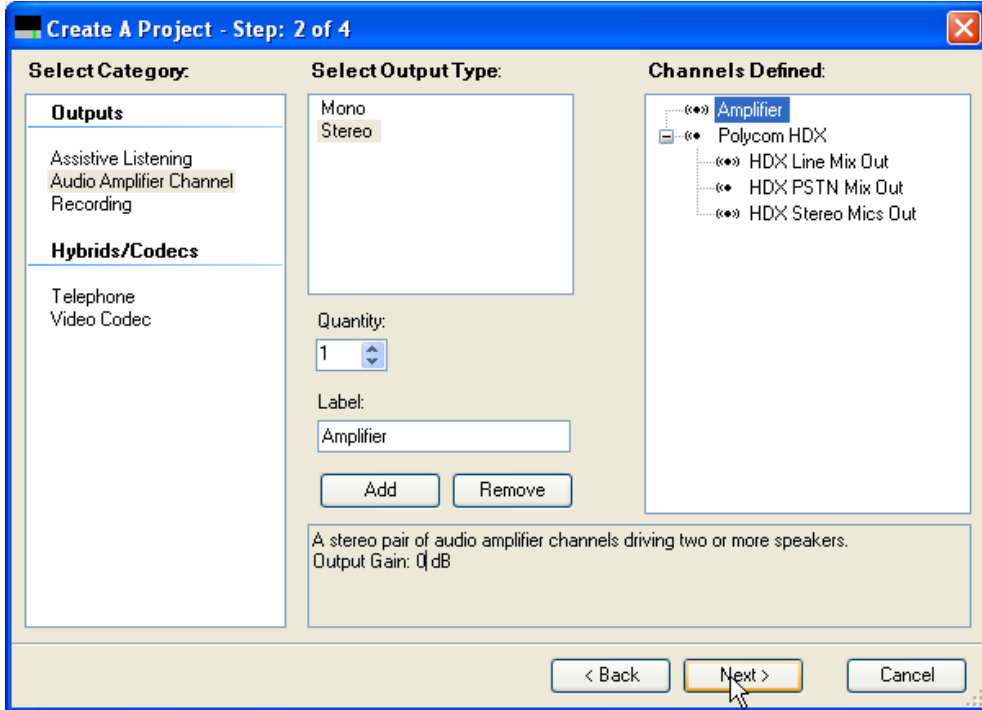 Create A Project - Step: 2 of 4
Select Category:
Outputs
Assistive Listening
Audio Amplifier Channel
Recording
Hybrids/Codecs
Telephone
Video Codec
Select Output Type:
Mono
Stereo
Quantity:
1
Label:
Amplifier
Add
Remove
Channels Defined:
Amplifier
Polycom HDX
HDX Line Mix Out
HDX PSTN Mix Out
HDX Stereo Mics Out
A stereo pair of audio amplifier channels driving two or more speakers.
Output Gain: 0 dB
< Back
Next >
Cancel